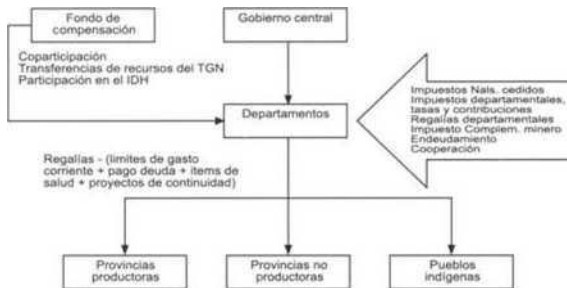 Fondo de
compensación
Gobierno central
Coparticipación
Transferencias de recursos del TGN
Participación en el IDH
Departamentos
Impuestos Nals. cedidos
Impuestos departamentales,
tasas y contribuciones
Regalías departamentales
Impuesto Complem. minero
Endeudamiento
Cooperación
Regalías - (limites de gasto
corriente + pago deuda + items de
salud + proyectos de continuidad)
Provincias
productoras
Provincias no
productoras
Pueblos
indígenas